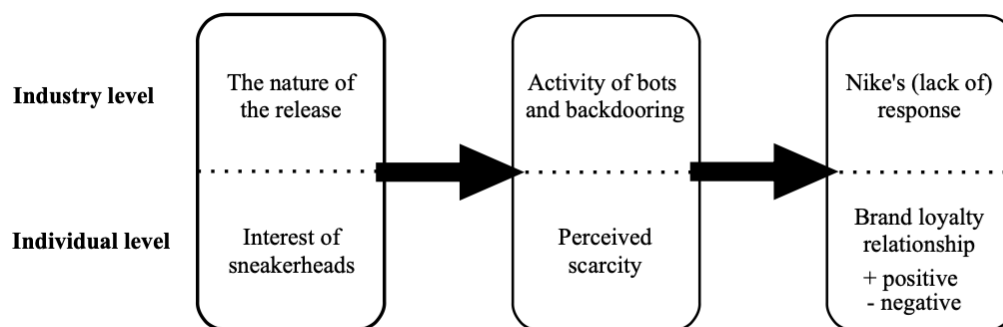 Industry level
The nature of
the release
Activity of bots
and backdooring
Nike's (lack of)
response
Individual level
Interest of
sneakerheads
Perceived
scarcity
Brand loyalty
relationship
+ positive
- negative